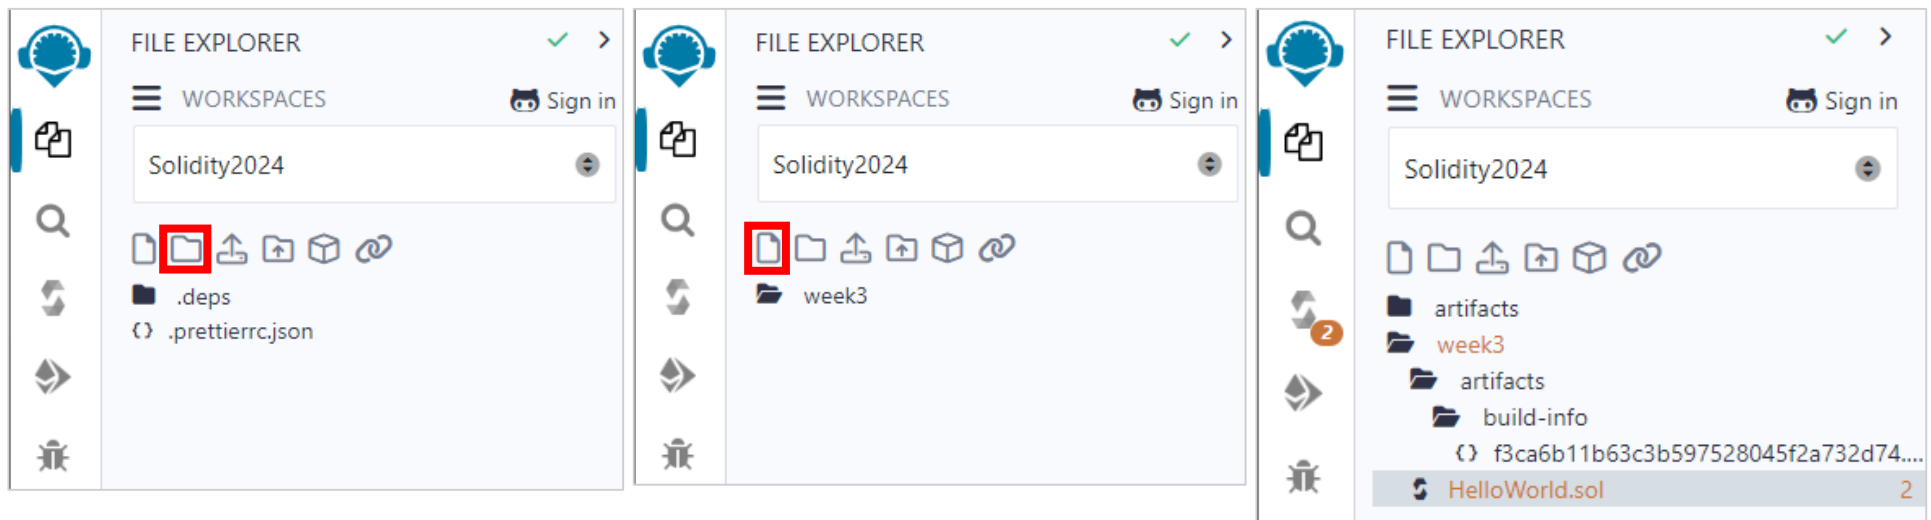 FILE EXPLORER
WORKSPACES
Sign in
Solidity2024
.deps
.prettierrc.json
FILE EXPLORER
WORKSPACES
Sign in
Solidity2024
week3
FILE EXPLORER
WORKSPACES
Sign in
Solidity2024
artifacts
2
week3
artifacts
build-info
f3ca6b11b63c3b597528045f2a732d74....
HelloWorld.sol 2